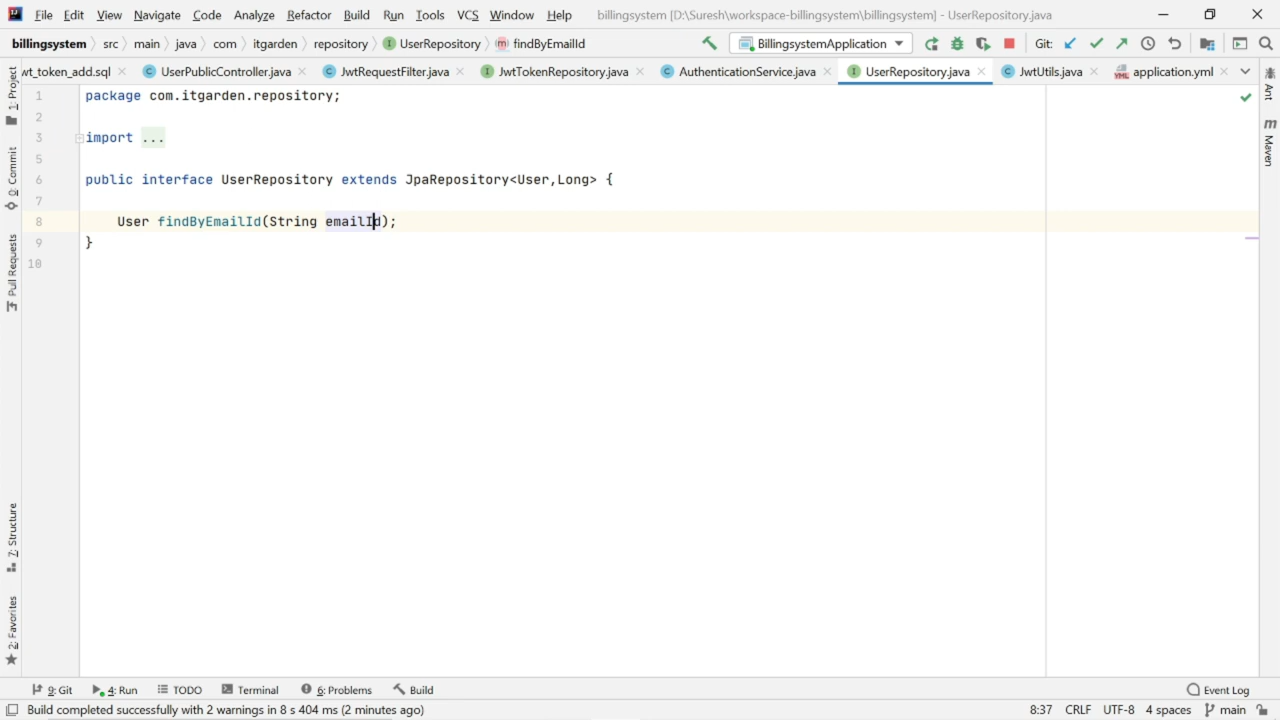 File Edit View Navigate Code Analyze Refactor Build Run Tools VCS Window Help billingsystem [D:\Suresh\workspace-billingsystem\billingsystem] - UserRepository.java
billingsystem src main java com itgarden repository I UserRepository m findByEmailId BillingsystemApplication Git:
wt_token_add.sql C UserPublicController.java C JwtRequestFilter.java I JwtTokenRepository.java C AuthenticationService.java I UserRepository.java C JwtUtils.java YML application.yml
1 package com.itgarden.repository;
2
3 import ...
5
6 public interface UserRepository extends JpaRepository<User,Long> {
7
8 User findByEmailId(String emailId);
9 }
10
1: Project
0: Commit
Pull Requests
7: Structure
2: Favorites
Ant
m Maven
9: Git 4: Run TODO Terminal 6: Problems Build Event Log
Build completed successfully with 2 warnings in 8 s 404 ms (2 minutes ago) 8:37 CRLF UTF-8 4 spaces main